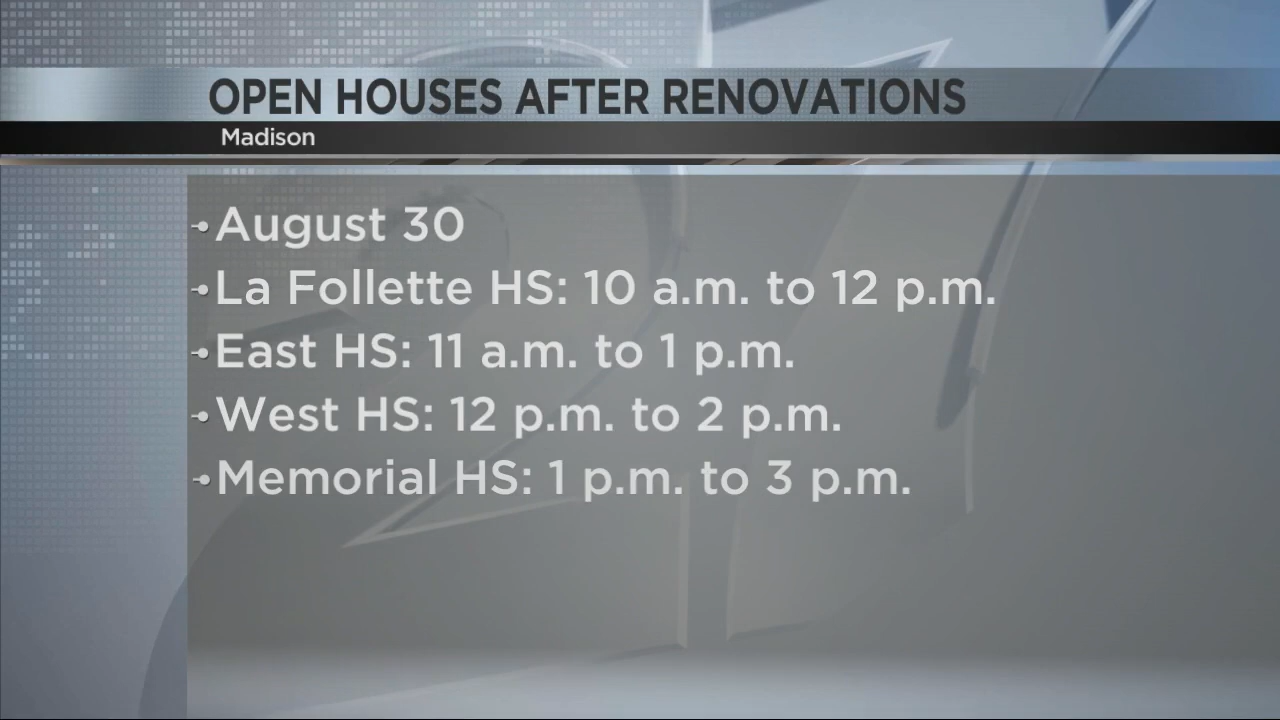 OPEN HOUSES AFTER RENOVATIONS
Madison
August 30
La Follette HS: 10 a.m. to 12 p.m.
East HS: 11 a.m. to 1 p.m.
West HS: 12 p.m. to 2 p.m.
Memorial HS: 1 p.m. to 3 p.m.